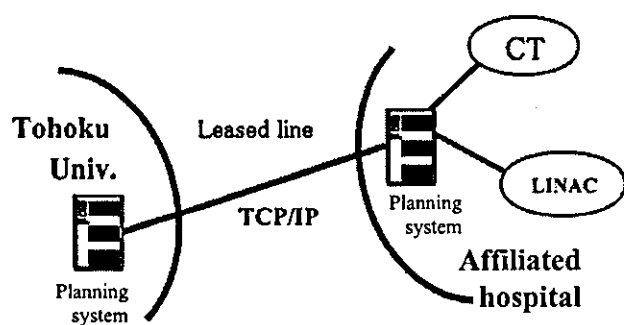 CT
Tohoku
Univ.
Leased line
TCP/IP
LINAC
Planning
system
Planning
system
Affiliated
hospital